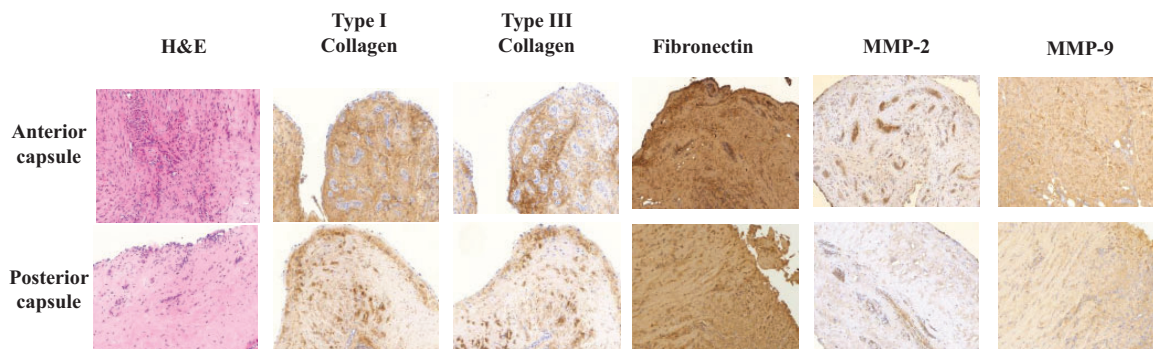 H&E
Type I
Collagen
Type III
Collagen
Fibronectin
MMP-2
MMP-9
Anterior
capsule
Posterior
capsule